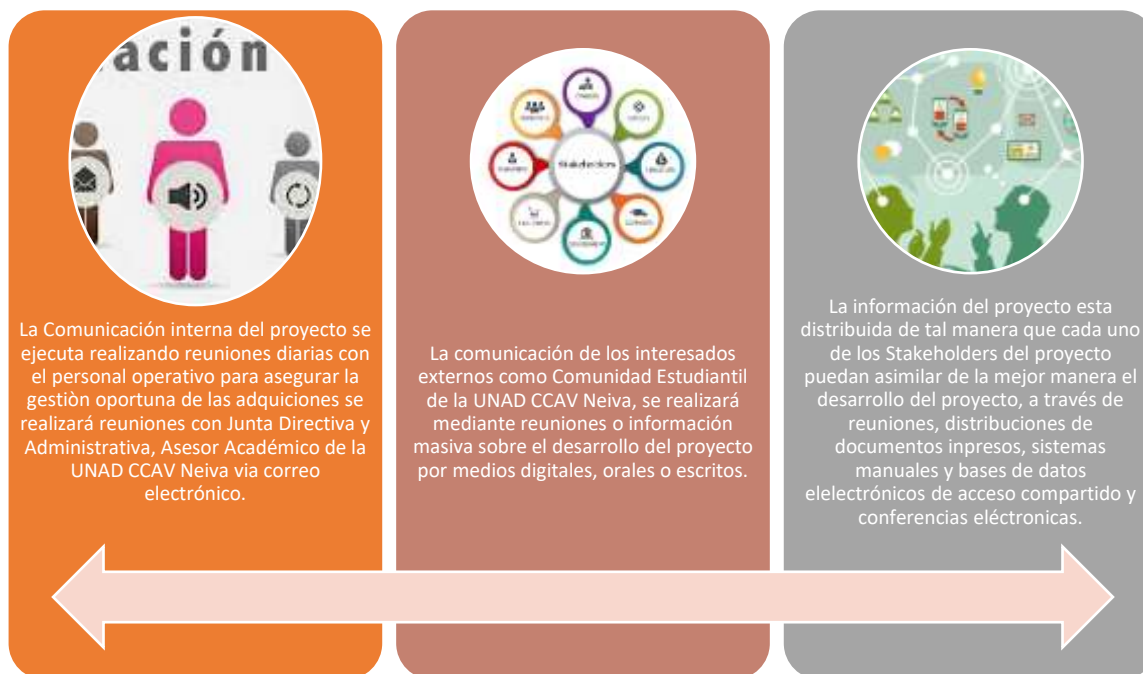 ación
La Comunicación interna del proyecto se
ejecuta realizando reuniones diarias con
el personal operativo para asegurar la
gestiòn oportuna de las adquiciones se
realizará reuniones con Junta Directiva y
Administrativa, Asesor Académico de la
UNAD CCAV Neiva via correo
electrónico.
Stakeholders
La comunicación de los interesados
externos como Comunidad Estudiantil
de la UNAD CCAV Neiva, se realizará
mediante reuniones o información
masiva sobre el desarrollo del proyecto
por medios digitales, orales o escritos.
La información del proyecto esta
distribuida de tal manera que cada uno
de los Stakeholders del proyecto
puedan asimilar de la mejor manera el
desarrollo del proyecto, a través de
reuniones, distribuciones de
documentos inpresos, sistemas
manuales y bases de datos
elelectrónicos de acceso compartido y
conferencias eléctronicas.